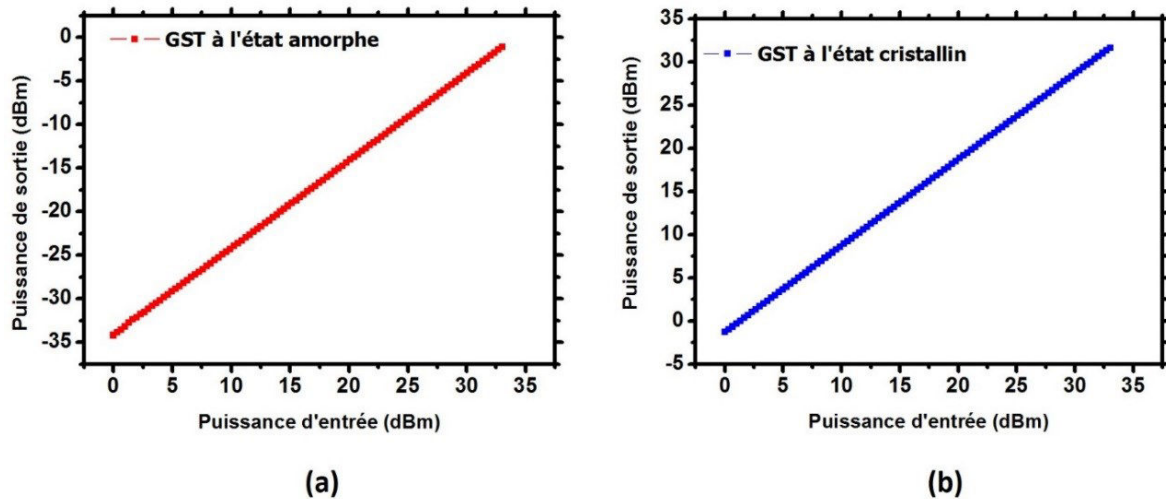 GST à l'état amorphe
Puissance de sortie (dBm)
0
-5
-10
-15
-20
-25
-30
-35
0 5 10 15 20 25 30 35
Puissance d'entrée (dBm)
(a)
GST à l'état cristallin
Puissance de sortie (dBm)
35
30
25
20
15
10
5
0
-5
0 5 10 15 20 25 30 35
Puissance d'entrée (dBm)
(b)